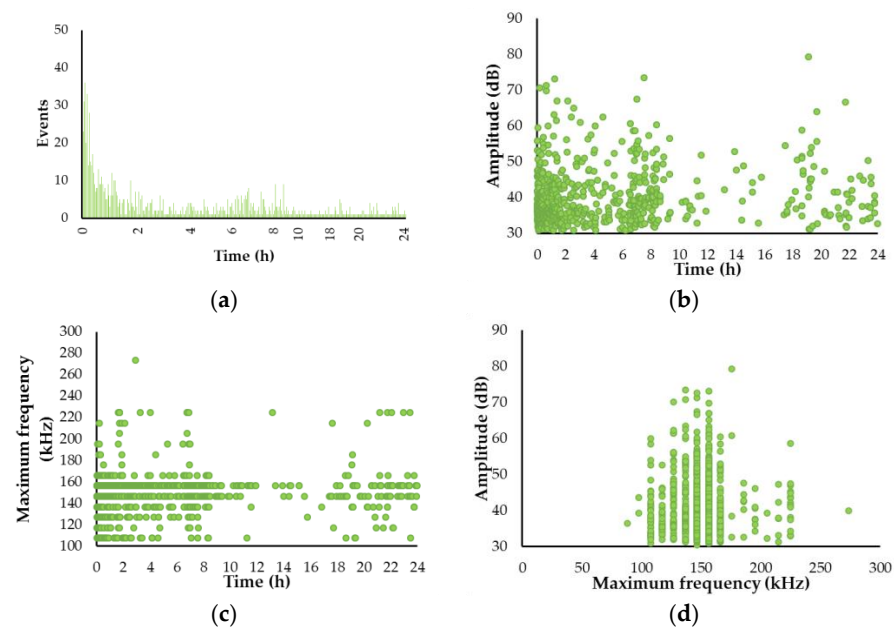 50
40
30
20
10
0
Events
0
2
4
6
8
10
18
20
24
Time (h)
(a)
90
80
70
60
50
40
30
Amplitude (dB)
0 2 4 6 8 10 12 14 16 18 20 22 24
Time (h)
(b)
300
280
260
240
220
200
180
160
140
120
100
Maximum frequency
(kHz)
0 2 4 6 8 10 12 14 16 18 20 22 24
Time (h)
(c)
90
80
70
60
50
40
30
Amplitude (dB)
0 50 100 150 200 250 300
Maximum frequency (kHz)
(d)